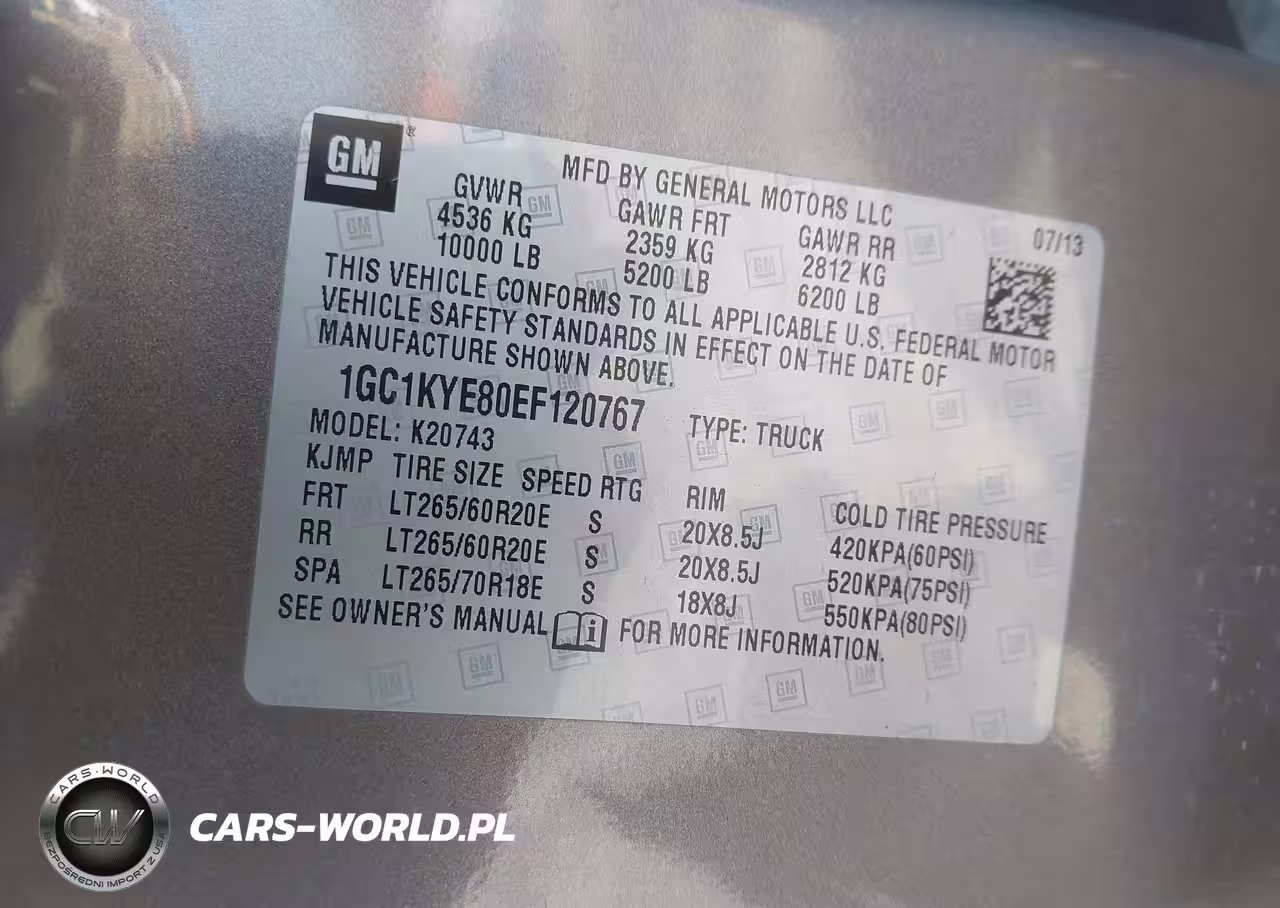 GM ®
MFD BY GENERAL MOTORS LLC
GVWR GAWR FRT GAWR RR 07/13
4536 KG 2359 KG 2812 KG
10000 LB 5200 LB 6200 LB
THIS VEHICLE CONFORMS TO ALL APPLICABLE U.S. FEDERAL MOTOR
VEHICLE SAFETY STANDARDS IN EFFECT ON THE DATE OF
MANUFACTURE SHOWN ABOVE.
1GC1KYE80EF120767 TYPE: TRUCK
MODEL: K20743
KJMP TIRE SIZE SPEED RTG RIM COLD TIRE PRESSURE
FRT LT265/60R20E S 20X8.5J 420KPA(60PSI)
RR LT265/60R20E S 20X8.5J 520KPA(75PSI)
SPA LT265/70R18E S 18X8J 550KPA(80PSI)
SEE OWNER'S MANUAL i FOR MORE INFORMATION.
CARS-WORLD
CW
BEZPOŚREDNI IMPORT Z USA
CARS-WORLD.PL